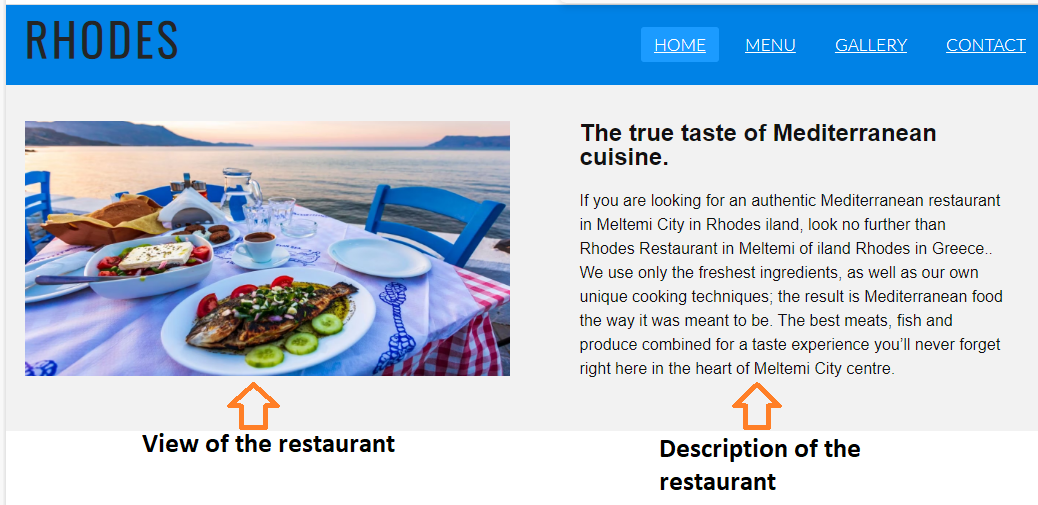 RHODES
HOME MENU GALLERY CONTACT
The true taste of Mediterranean
cuisine.
If you are looking for an authentic Mediterranean restaurant
in Meltemi City in Rhodes iland, look no further than
Rhodes Restaurant in Meltemi of iland Rhodes in Greece..
We use only the freshest ingredients, as well as our own
unique cooking techniques; the result is Mediterranean food
the way it was meant to be. The best meats, fish and
produce combined for a taste experience you’ll never forget
right here in the heart of Meltemi City centre.
View of the restaurant
Description of the
restaurant